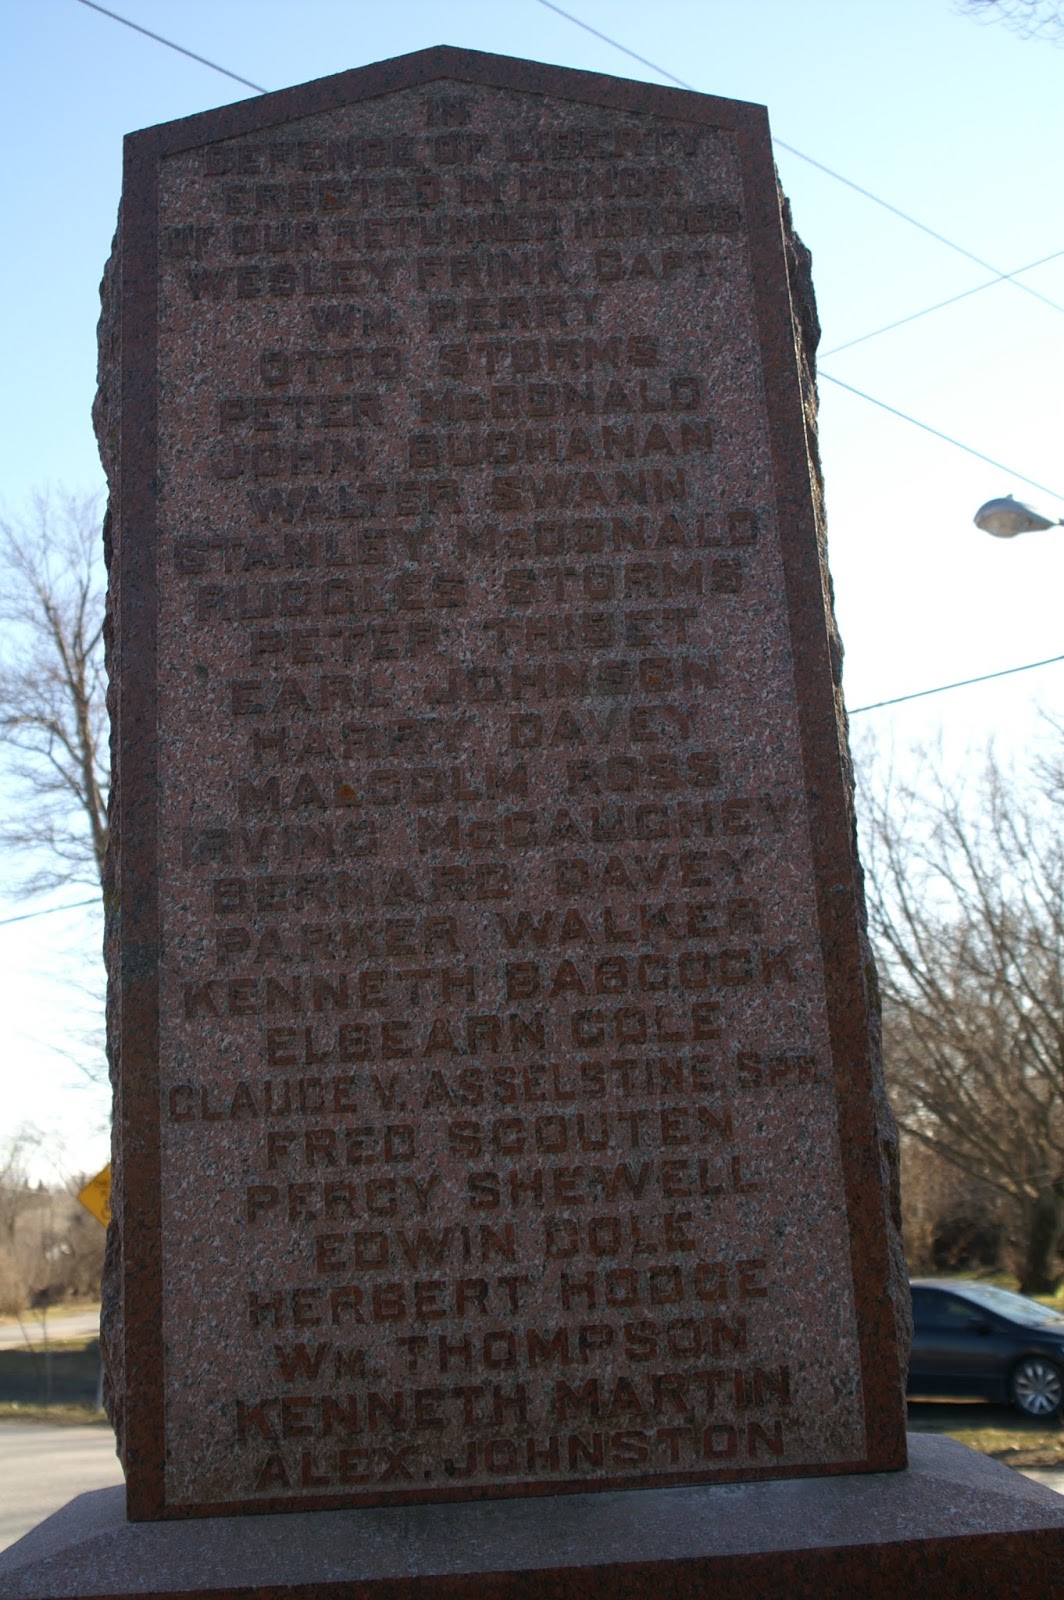 IN
DEFENCE OF LIBERTY
ERECTED IN HONOR
OF OUR RETURNED HEROES
WESLEY FRINK, CAPT.
WM. PERRY
OTTO STORMS
PETER McDONALD
JOHN BUCHANAN
WALTER SWANN
STANLEY McDONALD
RUGGLES STORMS
PETER THIBET
EARL JOHNSON
HARRY DAVEY
MALCOLM ROSS
IRVING McCAUGHEY
BERNARD DAVEY
PARKER WALKER
KENNETH BABCOCK
ELBEARN COLE
CLAUDE V. ASSELSTINE, SPR.
FRED SCOUTEN
PERCY SHEWELL
EDWIN COLE
HERBERT HODGE
WM. THOMPSON
KENNETH MARTIN
ALEX. JOHNSTON